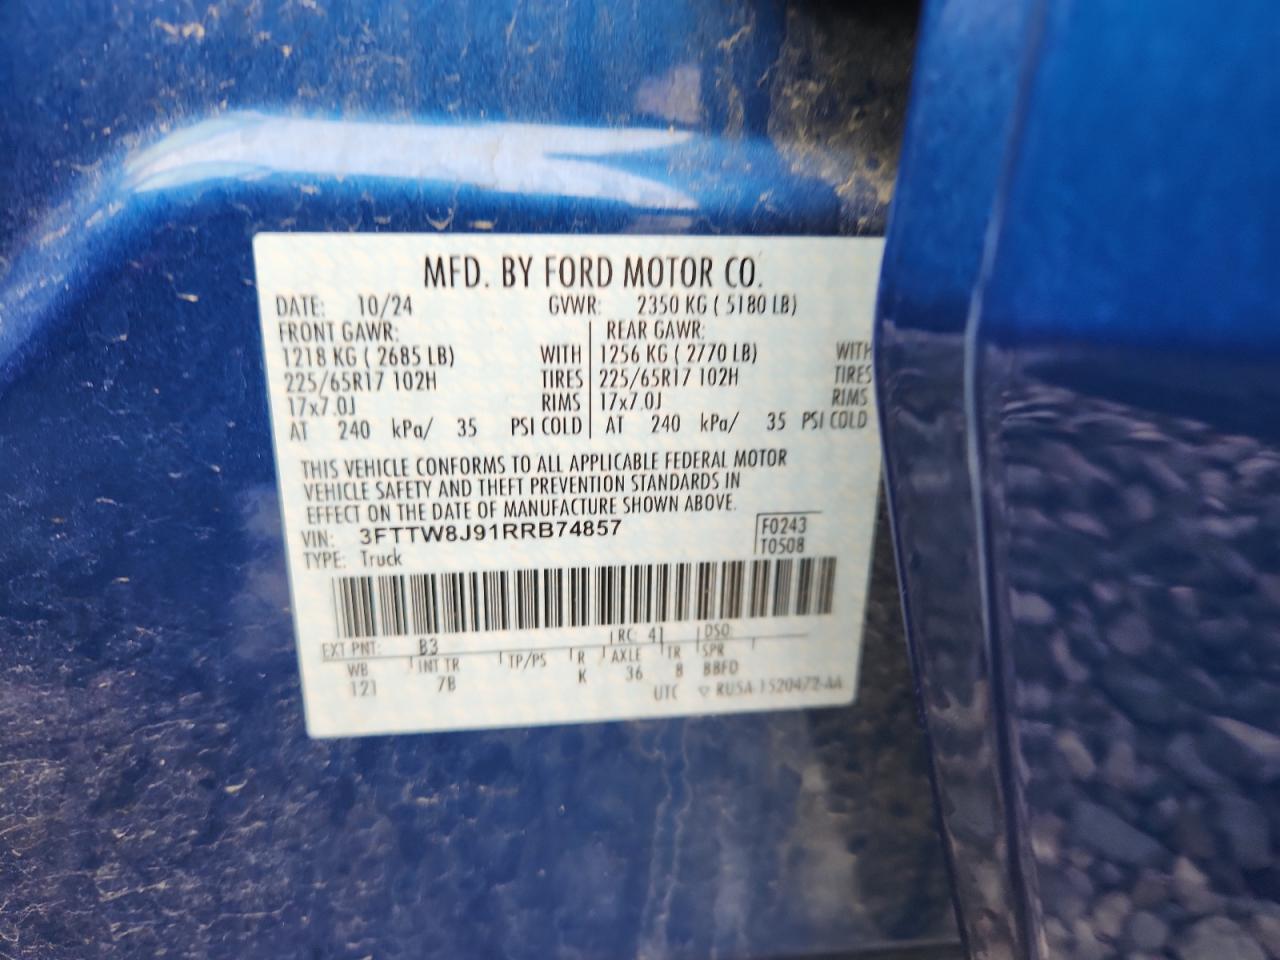 MFD. BY FORD MOTOR CO.
DATE: 10/24 GVWR: 2350 KG ( 5180 LB)
FRONT GAWR: REAR GAWR:
1218 KG ( 2685 LB) WITH 1256 KG ( 2770 LB) WITH
225/65R17 102H TIRES 225/65R17 102H TIRES
17x7.0J RIMS 17x7.0J RIMS
AT 240 kPa/ 35 PSI COLD AT 240 kPa/ 35 PSI COLD
THIS VEHICLE CONFORMS TO ALL APPLICABLE FEDERAL MOTOR
VEHICLE SAFETY AND THEFT PREVENTION STANDARDS IN
EFFECT ON THE DATE OF MANUFACTURE SHOWN ABOVE.
VIN: 3FTTW8J91RRB74857 F0243
TYPE: Truck T0508
EXT PNT: B3 RC: 41 DSO:
WB INT TR TP/PS R AXLE TR SPR
121 7B K 36 8 BBFD
UTC ▽ RU5A 1520472-AA